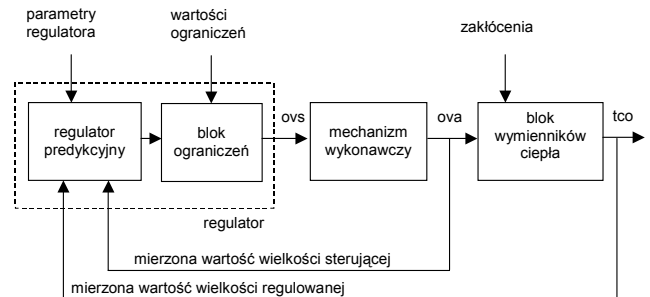 parametry
regulatora
wartości
ograniczeń
zakłócenia
regulator
predykcyjny
blok
ograniczeń
ovs
mechanizm
wykonawczy
ova
blok
wymienników
ciepła
tco
regulator
mierzona wartość wielkości sterującej
mierzona wartość wielkości regulowanej